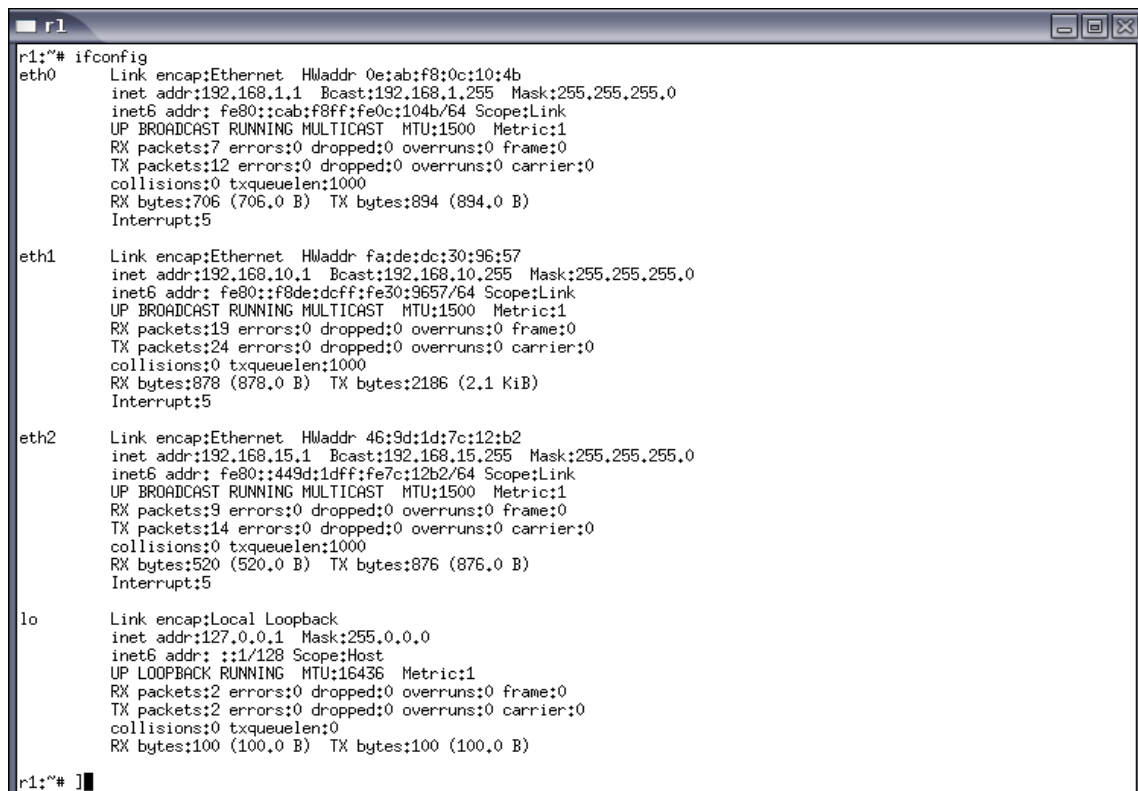 r1
r1:~# ifconfig
eth0      Link encap:Ethernet  HWaddr 0e:ab:f8:0c:10:4b
          inet addr:192.168.1.1  Bcast:192.168.1.255  Mask:255.255.255.0
          inet6 addr: fe80::cab:f8ff:fe0c:104b/64 Scope:Link
          UP BROADCAST RUNNING MULTICAST  MTU:1500  Metric:1
          RX packets:7 errors:0 dropped:0 overruns:0 frame:0
          TX packets:12 errors:0 dropped:0 overruns:0 carrier:0
          collisions:0 txqueuelen:1000
          RX bytes:706 (706.0 B)  TX bytes:894 (894.0 B)
          Interrupt:5
eth1      Link encap:Ethernet  HWaddr fa:de:dc:30:96:57
          inet addr:192.168.10.1  Bcast:192.168.10.255  Mask:255.255.255.0
          inet6 addr: fe80::f8de:dcff:fe30:9657/64 Scope:Link
          UP BROADCAST RUNNING MULTICAST  MTU:1500  Metric:1
          RX packets:19 errors:0 dropped:0 overruns:0 frame:0
          TX packets:24 errors:0 dropped:0 overruns:0 carrier:0
          collisions:0 txqueuelen:1000
          RX bytes:878 (878.0 B)  TX bytes:2186 (2.1 KiB)
          Interrupt:5
eth2      Link encap:Ethernet  HWaddr 46:9d:1d:7c:12:b2
          inet addr:192.168.15.1  Bcast:192.168.15.255  Mask:255.255.255.0
          inet6 addr: fe80::449d:1dff:fe7c:12b2/64 Scope:Link
          UP BROADCAST RUNNING MULTICAST  MTU:1500  Metric:1
          RX packets:9 errors:0 dropped:0 overruns:0 frame:0
          TX packets:14 errors:0 dropped:0 overruns:0 carrier:0
          collisions:0 txqueuelen:1000
          RX bytes:520 (520.0 B)  TX bytes:876 (876.0 B)
          Interrupt:5
lo        Link encap:Local Loopback
          inet addr:127.0.0.1  Mask:255.0.0.0
          inet6 addr: ::1/128 Scope:Host
          UP LOOPBACK RUNNING  MTU:16436  Metric:1
          RX packets:2 errors:0 dropped:0 overruns:0 frame:0
          TX packets:2 errors:0 dropped:0 overruns:0 carrier:0
          collisions:0 txqueuelen:0
          RX bytes:100 (100.0 B)  TX bytes:100 (100.0 B)
r1:~# ]